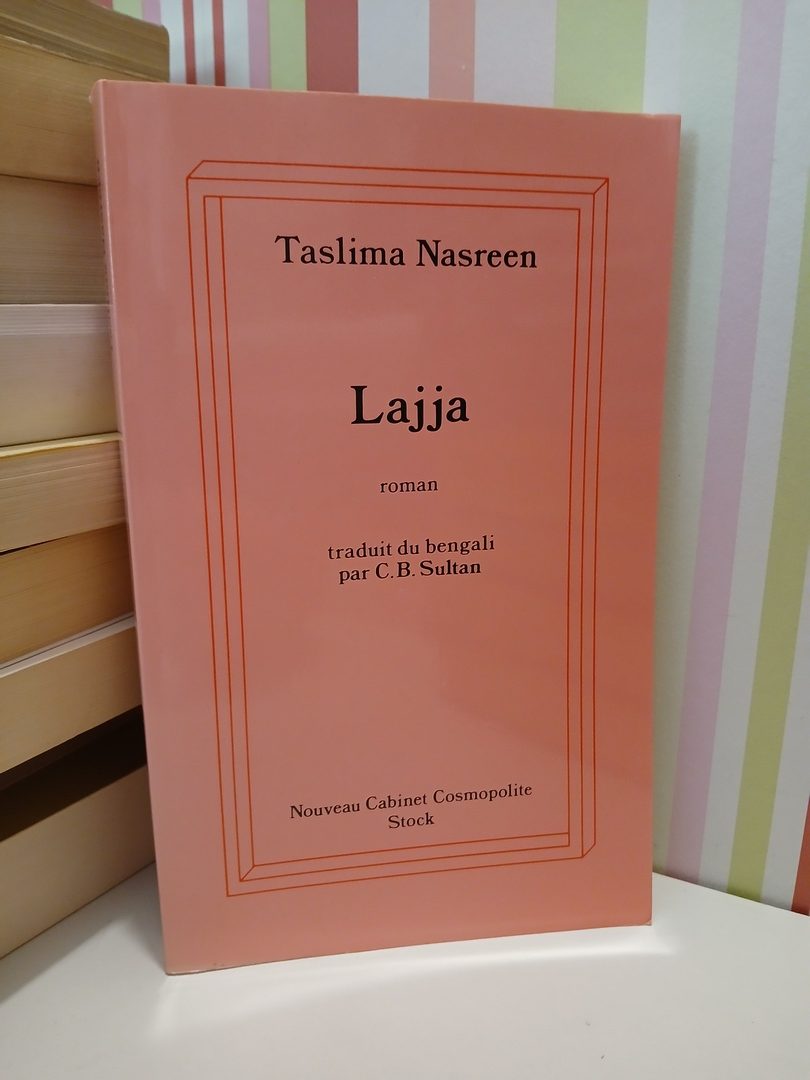 Taslima Nasreen
Lajja
roman
traduit du bengali
par C.B. Sultan
Nouveau Cabinet Cosmopolite
Stock